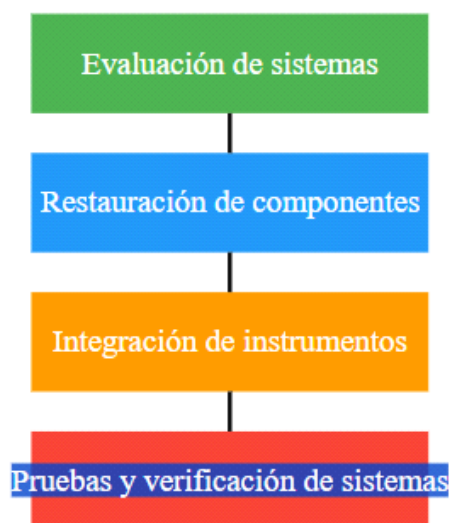 Evaluación de sistemas
Restauración de componentes
Integración de instrumentos
Pruebas y verificación de sistemas